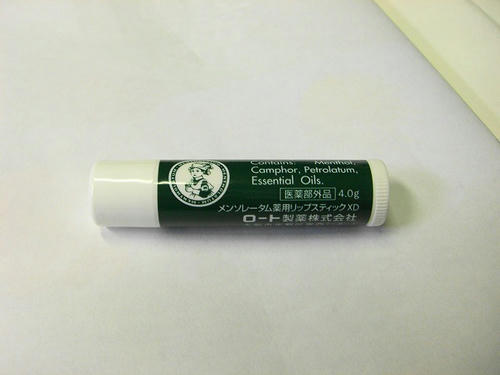 Contains: Menthol,
Camphor, Petrolatum,
Essential Oils.
医薬部外品 4.0g
メンソレータム薬用リップスティックXD
ロート製薬株式会社